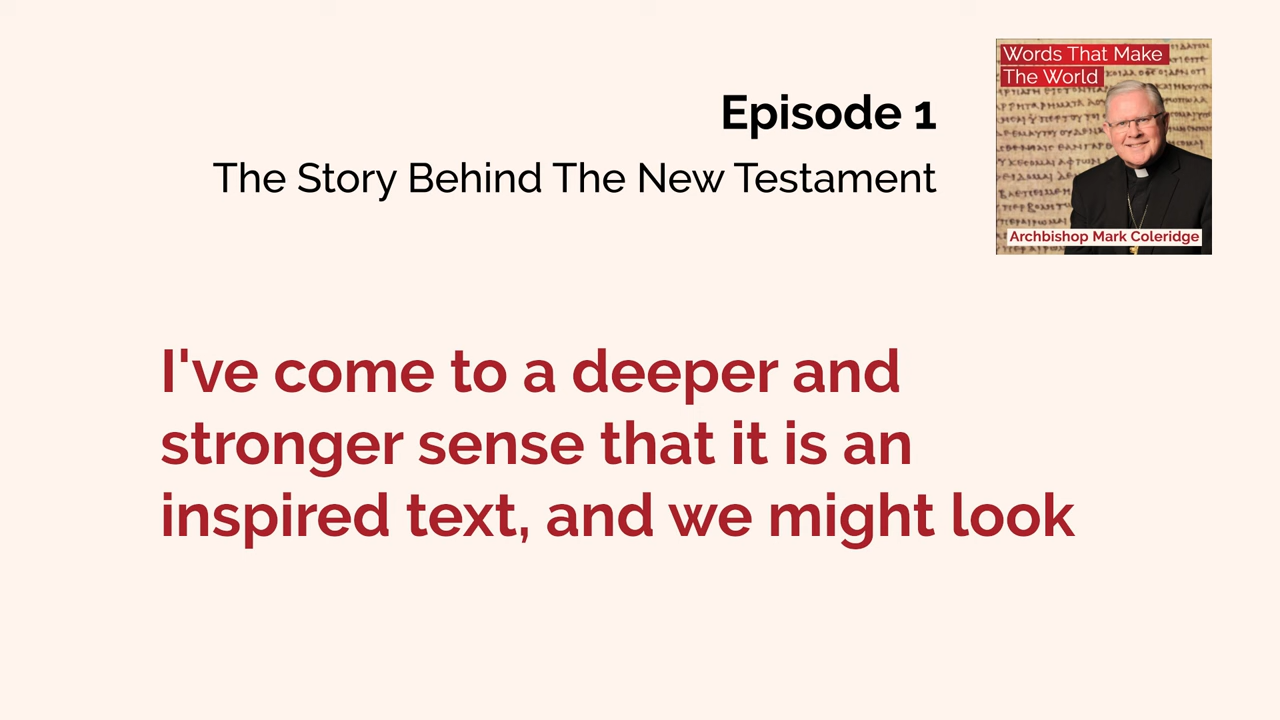 Episode 1
The Story Behind The New Testament
Words That Make
The World
Archbishop Mark Coleridge
I've come to a deeper and
stronger sense that it is an
inspired text, and we might look